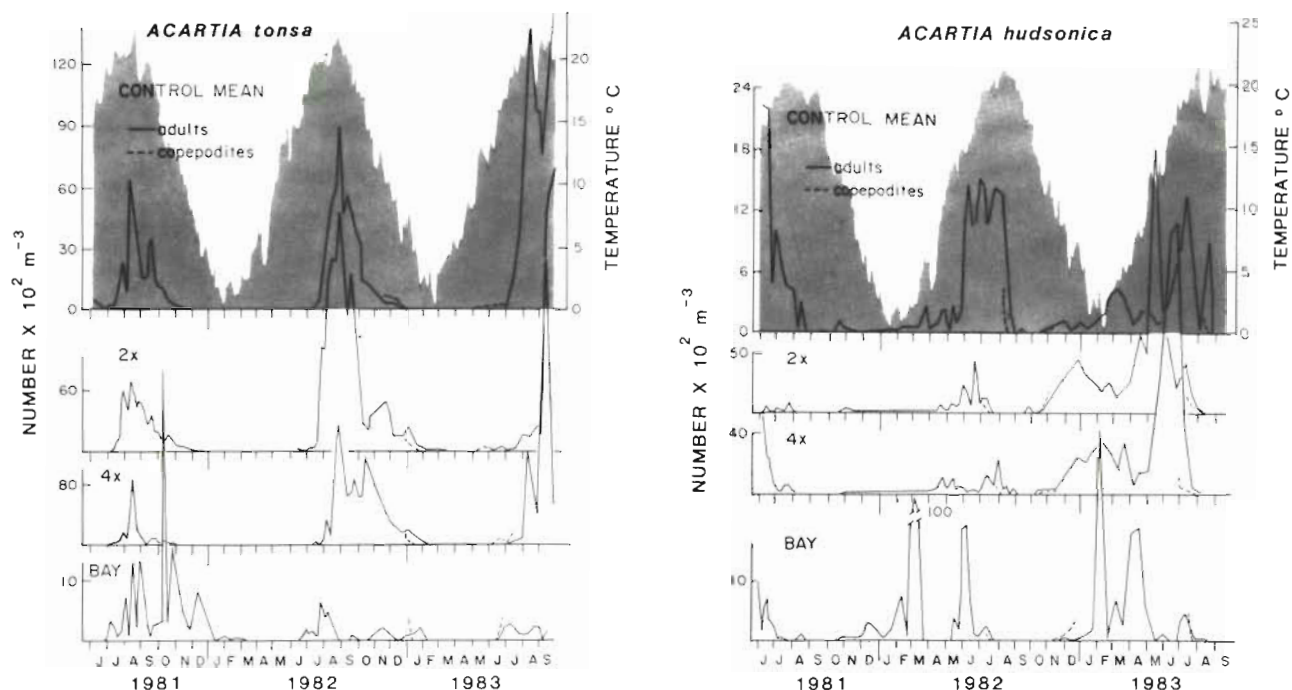 ACARTIA tonsa
120
90
60
30
0
20
15
10
5
0
CONTROL MEAN
adults
copepodites
NUMBER X 10² m⁻³
TEMPERATURE °C
2x
60
4x
80
BAY
10
J J A S O N D J F M A M J J A S O N D J F M A M J J A S
1981 1982 1983
ACARTIA hudsonica
24
18
12
6
0
25
20
15
10
5
0
CONTROL MEAN
adults
copepodites
NUMBER X 10² m⁻³
TEMPERATURE °C
2x
50
4x
40
100
BAY
10
J J A S O N D J F M A M J J A S O N D J F M A M J J A S
1981 1982 1983